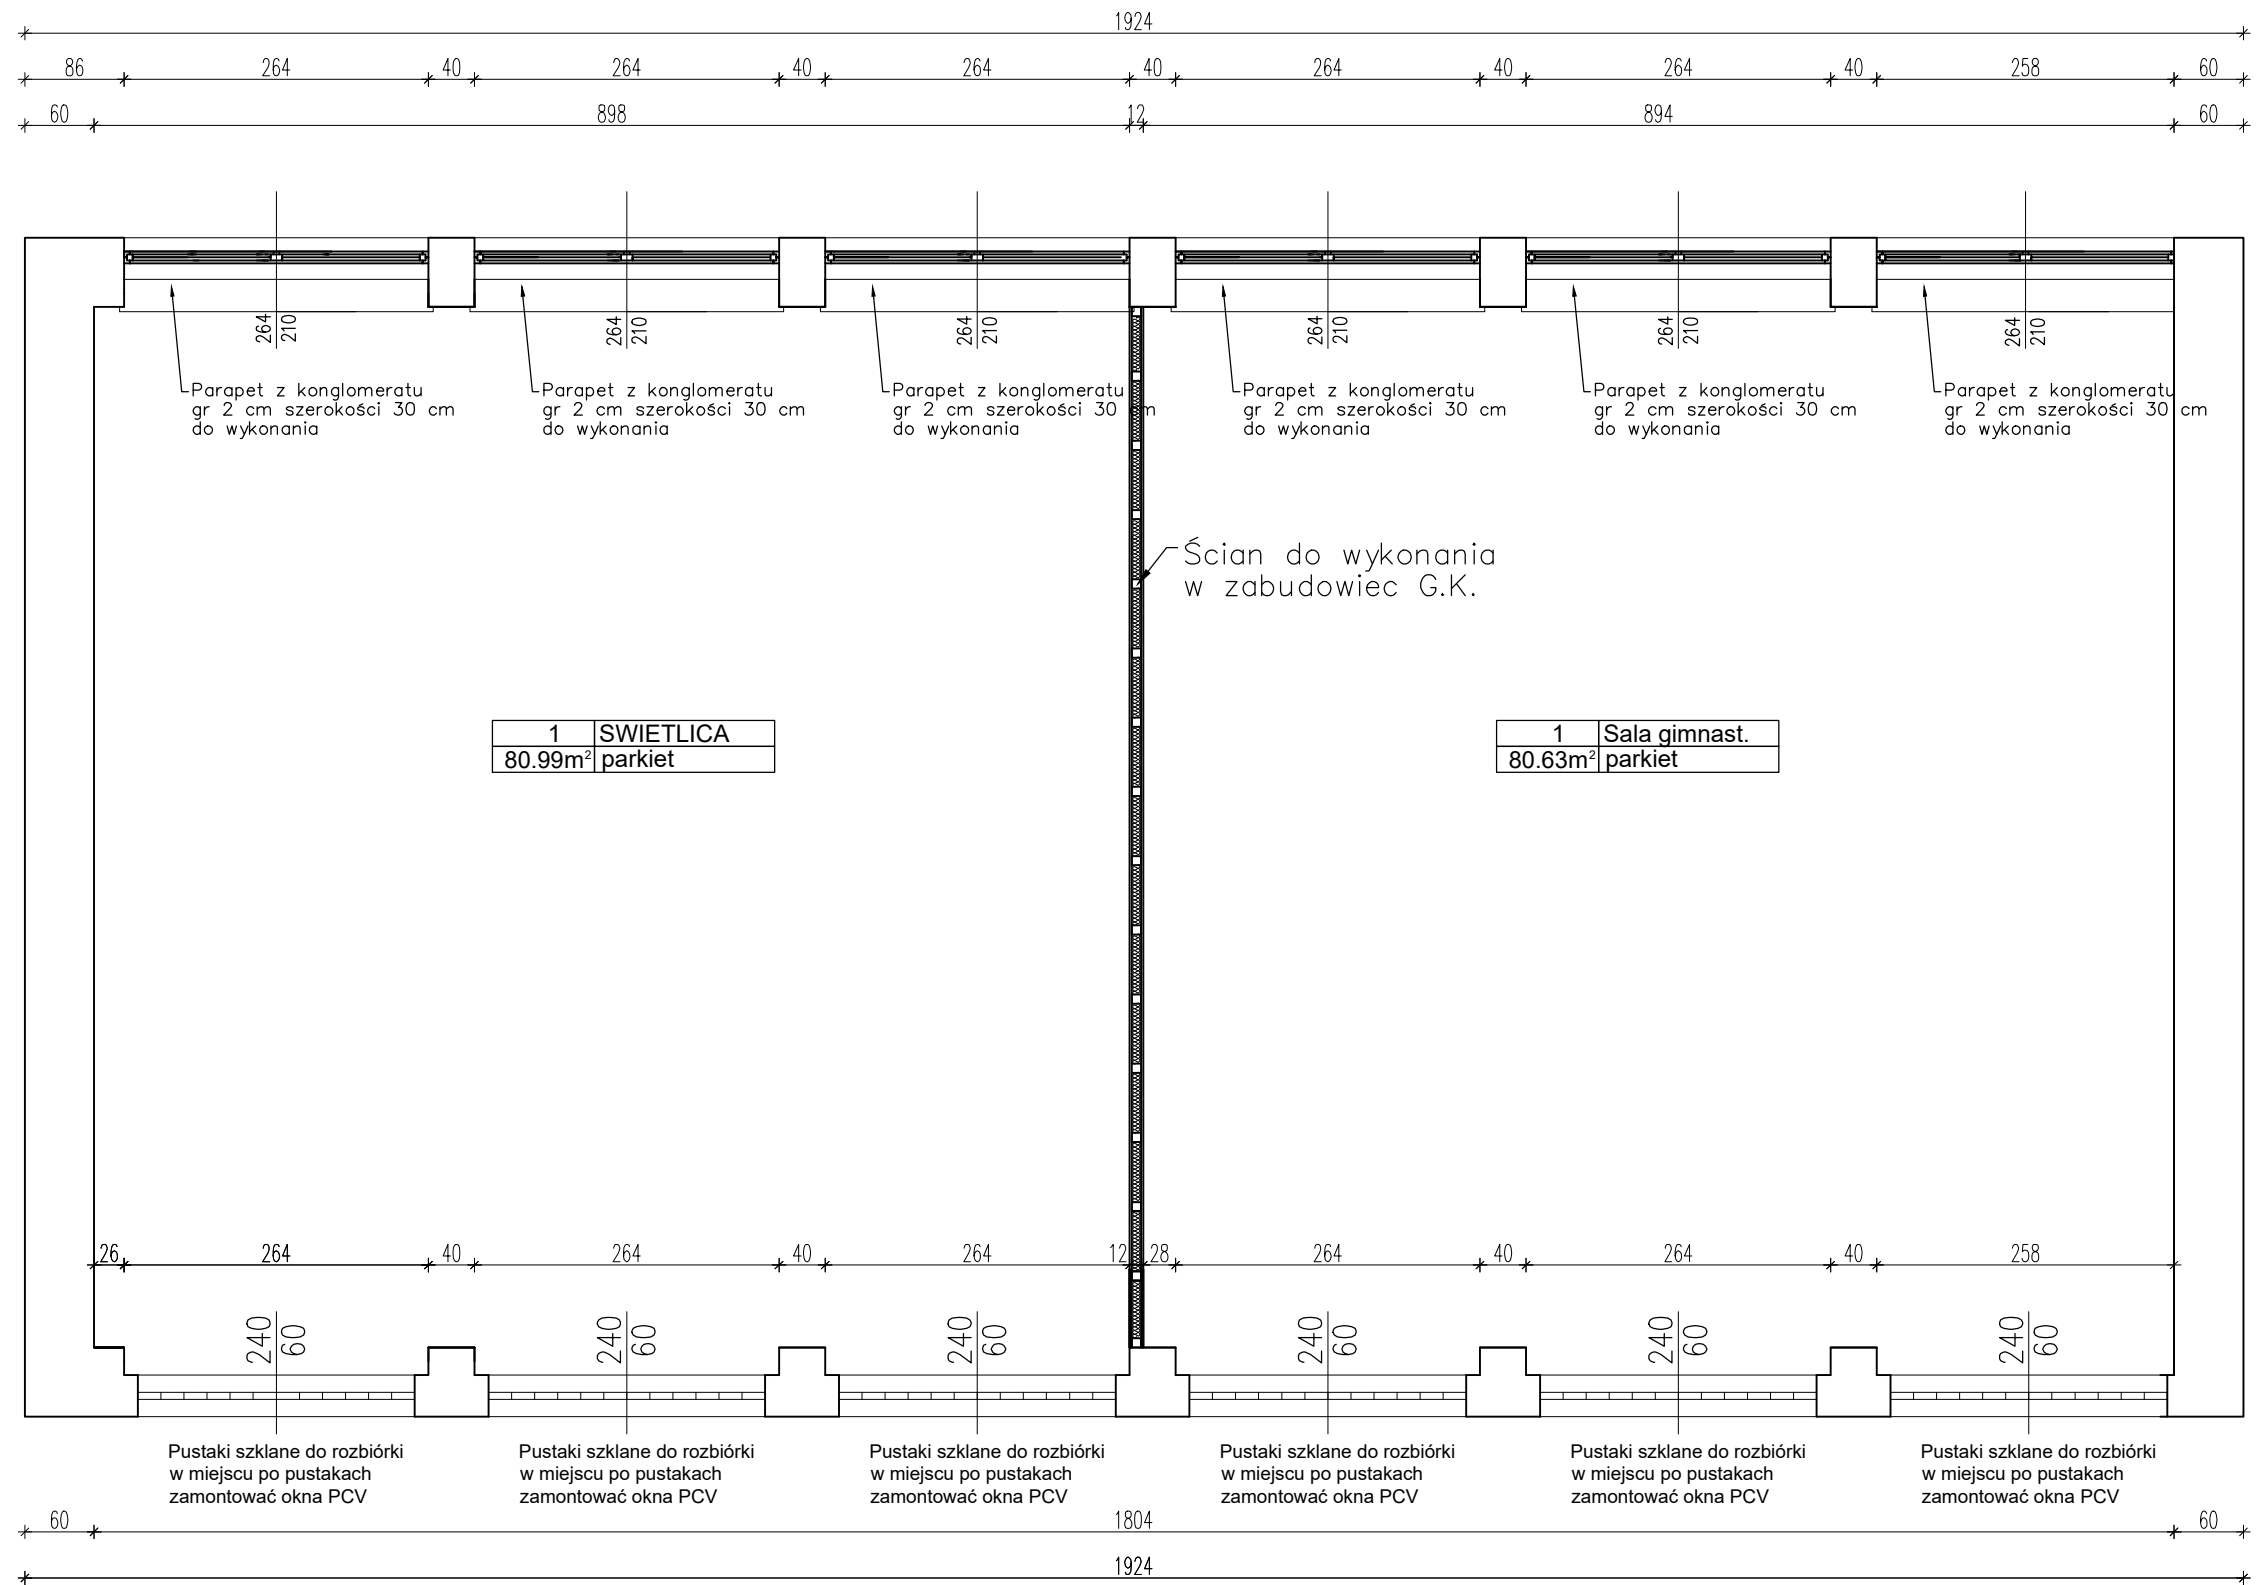 1924
86 264 40 264 40 264 40 264 40 264 40 258 60
60 898 12 894 60
264 210 264 210 264 210 264 210 264 210 264 210
Parapet z konglomeratu
gr 2 cm szerokości 30 cm
do wykonania
Parapet z konglomeratu
gr 2 cm szerokości 30 cm
do wykonania
Parapet z konglomeratu
gr 2 cm szerokości 30 cm
do wykonania
Parapet z konglomeratu
gr 2 cm szerokości 30 cm
do wykonania
Parapet z konglomeratu
gr 2 cm szerokości 30 cm
do wykonania
Parapet z konglomeratu
gr 2 cm szerokości 30 cm
do wykonania
Ścian do wykonania
w zabudowiec G.K.
1 SWIETLICA
80.99m² parkiet
1 Sala gimnast.
80.63m² parkiet
26 264 40 264 40 264 12 28 264 40 264 40 258
240 60 240 60 240 60 240 60 240 60 240 60
Pustaki szklane do rozbiórki
w miejscu po pustakach
zamontować okna PCV
Pustaki szklane do rozbiórki
w miejscu po pustakach
zamontować okna PCV
Pustaki szklane do rozbiórki
w miejscu po pustakach
zamontować okna PCV
Pustaki szklane do rozbiórki
w miejscu po pustakach
zamontować okna PCV
Pustaki szklane do rozbiórki
w miejscu po pustakach
zamontować okna PCV
Pustaki szklane do rozbiórki
w miejscu po pustakach
zamontować okna PCV
60 1804 60
1924